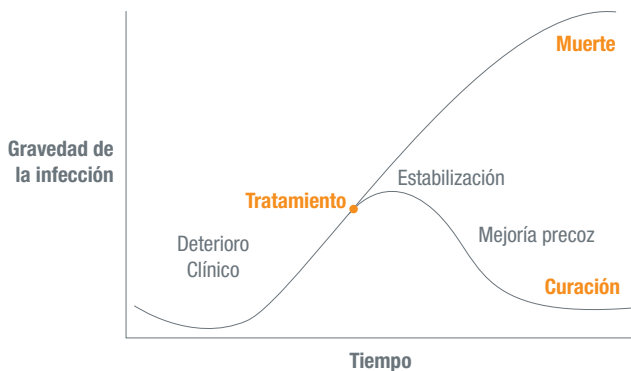 Muerte
Gravedad de
la infección
Estabilización
Tratamiento
Deterioro
Clínico
Mejoría precoz
Curación
Tiempo